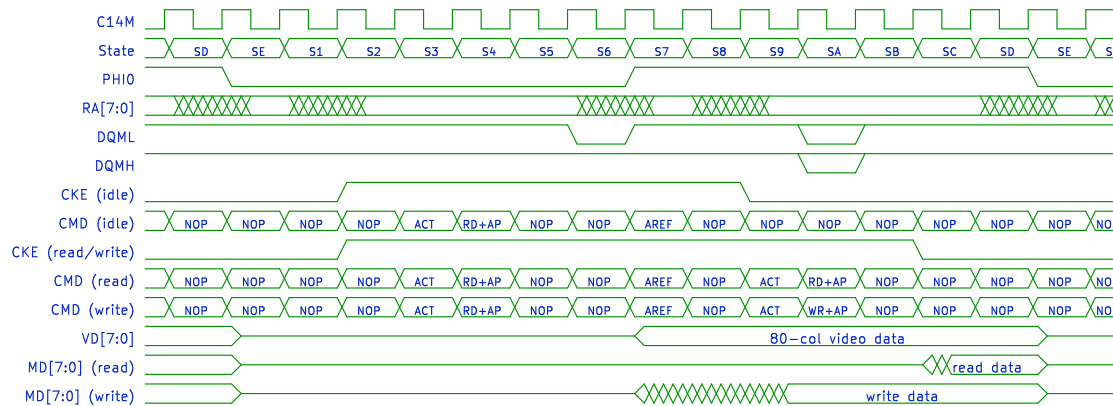 C14M
State SD SE S1 S2 S3 S4 S5 S6 S7 S8 S9 SA SB SC SD SE S
PHI0
RA[7:0]
DQML
DQMH
CKE (idle)
CMD (idle) NOP NOP NOP NOP ACT RD+AP NOP NOP AREF NOP NOP NOP NOP NOP NOP NOP NO
CKE (read/write)
CMD (read) NOP NOP NOP NOP ACT RD+AP NOP NOP AREF NOP ACT RD+AP NOP NOP NOP NOP NO
CMD (write) NOP NOP NOP NOP ACT RD+AP NOP NOP AREF NOP ACT WR+AP NOP NOP NOP NOP NO
VD[7:0] 80-col video data
MD[7:0] (read) read data
MD[7:0] (write) write data